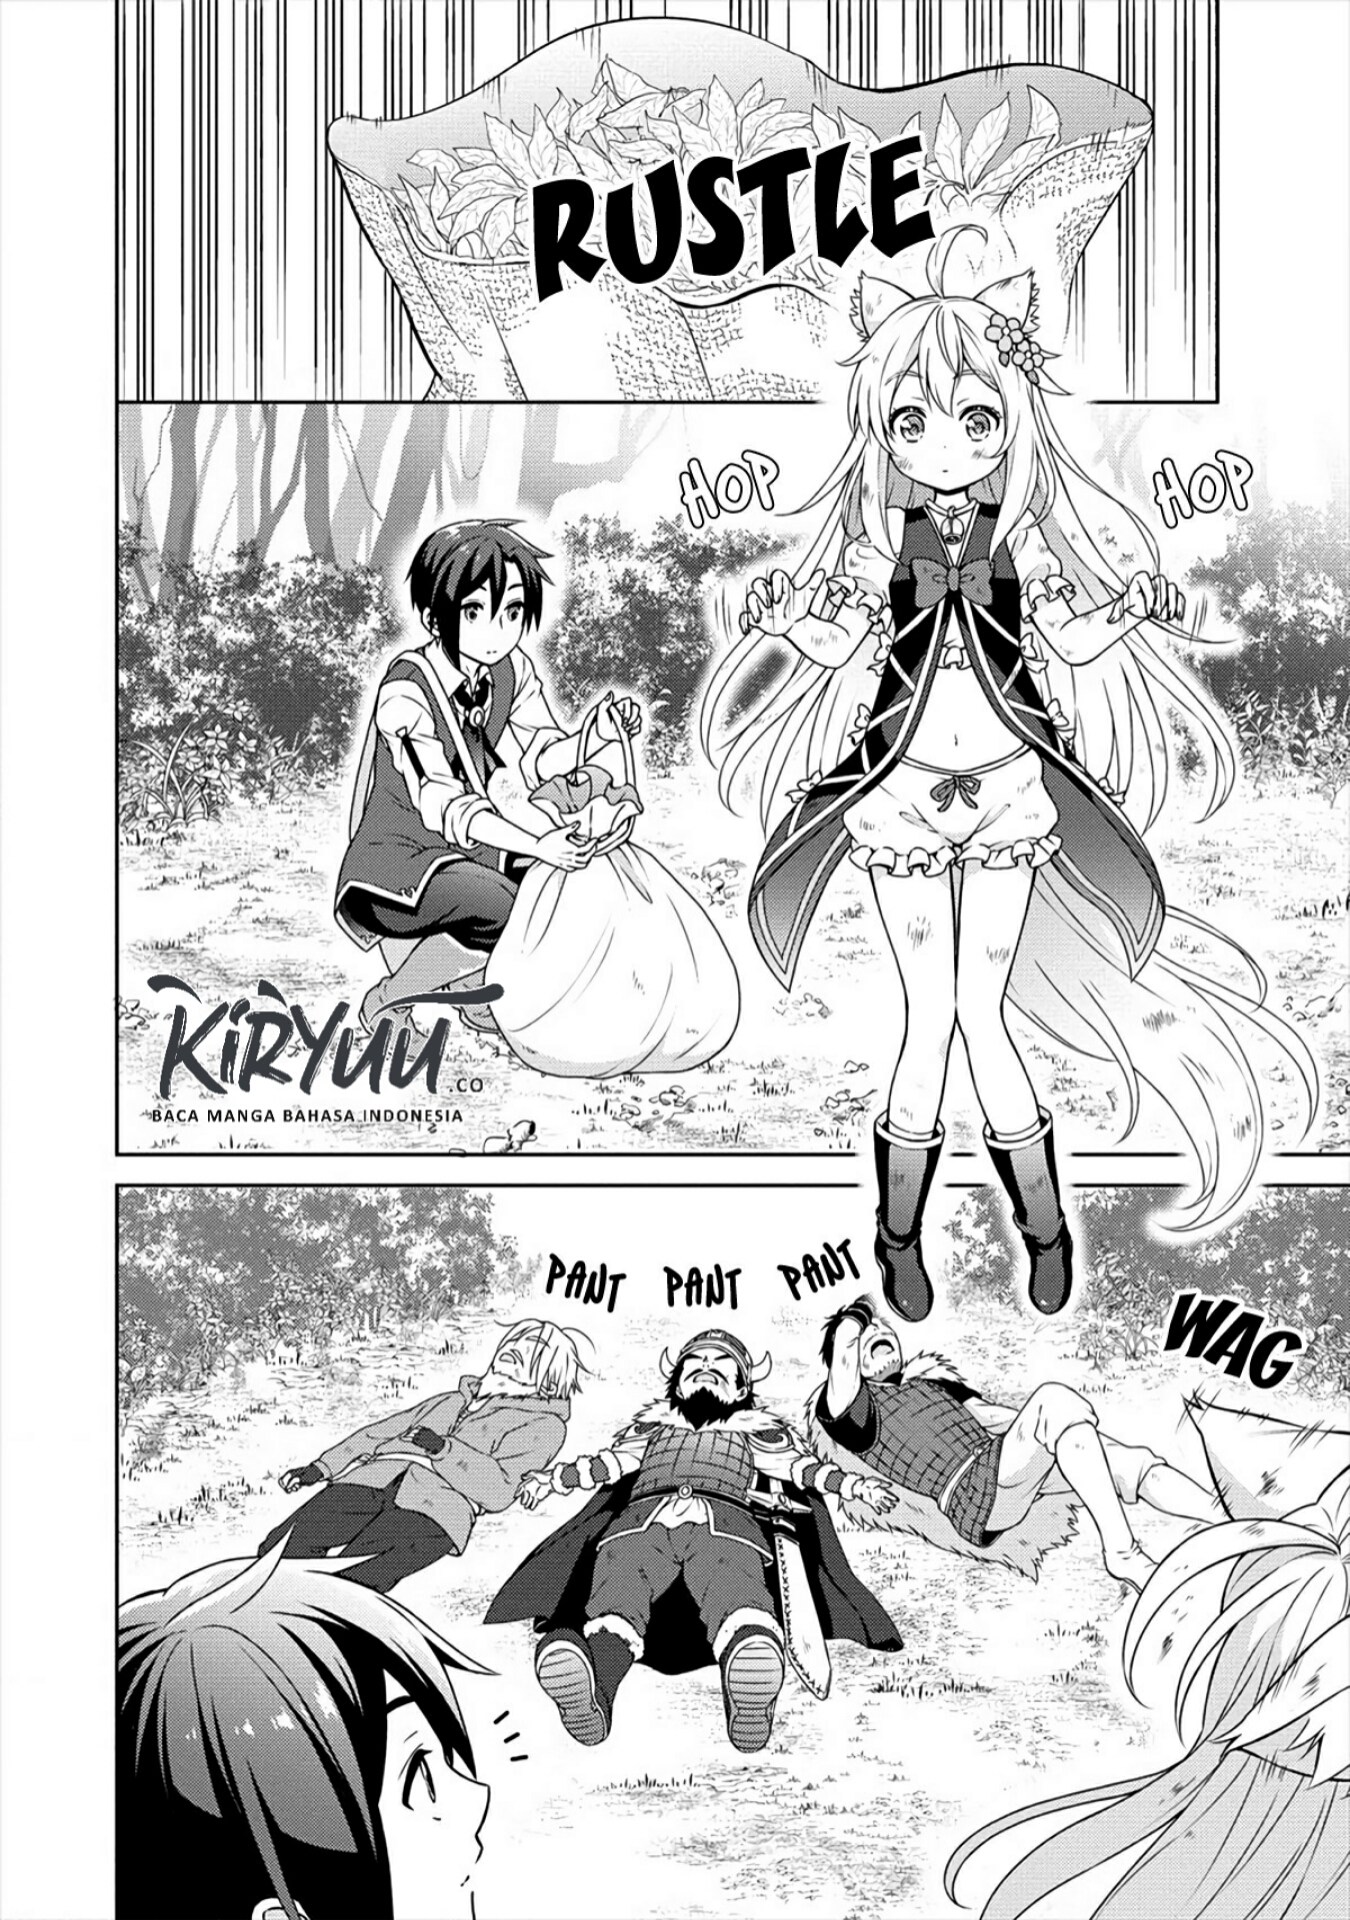 RUSTLE
HOP
HOP
KIRYUU.CO
BACA MANGA BAHASA INDONESIA
PANT PANT PANT
WAG